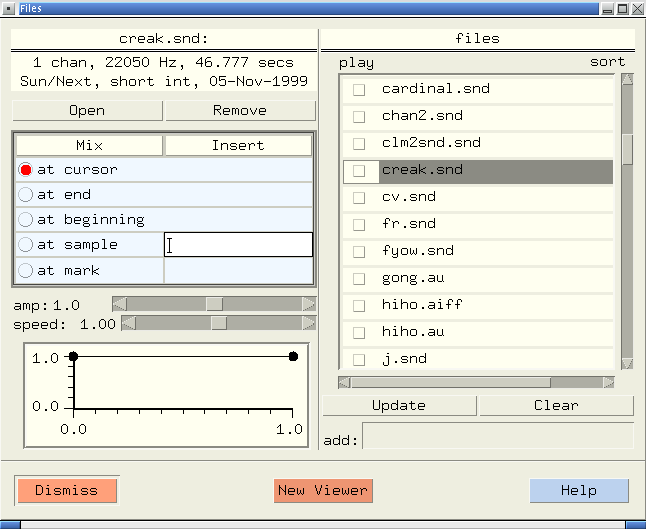 Files
creak.snd:
1 chan, 22050 Hz, 46.777 secs
Sun/Next, short int, 05-Nov-1999
Open
Remove
Mix
Insert
at cursor
at end
at beginning
at sample
at mark
amp: 1.0
speed: 1.00
1.0
0.0
0.0 1.0
files
play sort
cardinal.snd
chan2.snd
clm2snd.snd
creak.snd
cv.snd
fr.snd
fyow.snd
gong.au
hiho.aiff
hiho.au
j.snd
Update
Clear
add:
Dismiss
New Viewer
Help